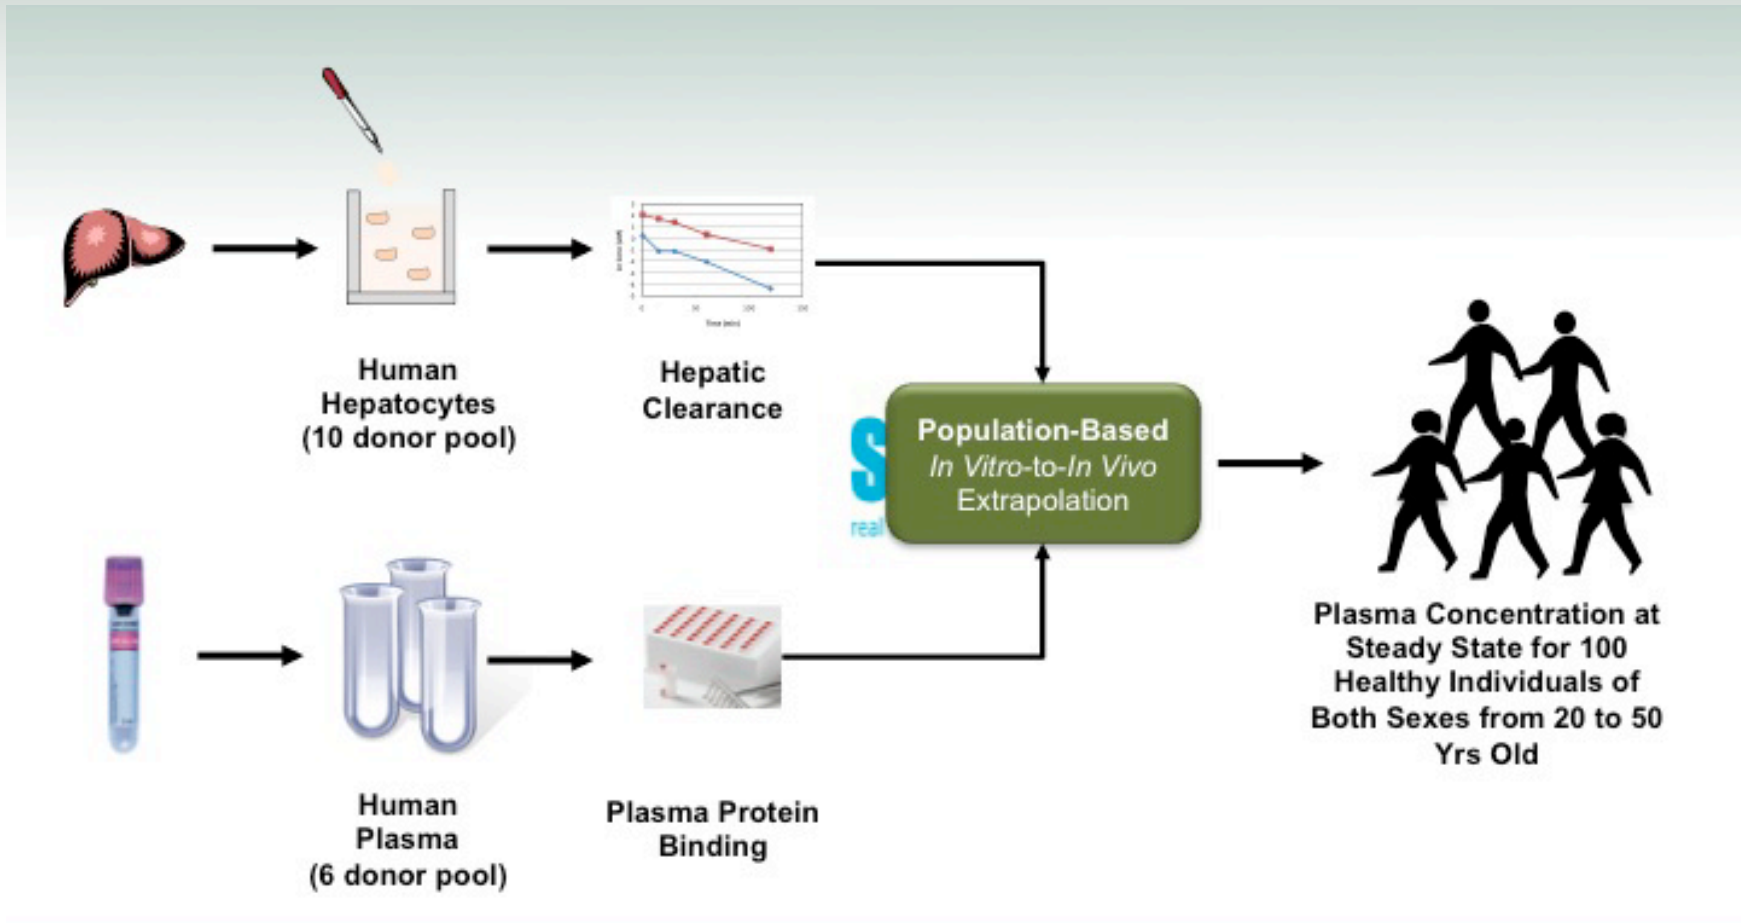 Human
Hepatocytes
(10 donor pool)
Hepatic
Clearance
Population-Based
In Vitro-to-In Vivo
Extrapolation
real
Human
Plasma
(6 donor pool)
Plasma Protein
Binding
Plasma Concentration at
Steady State for 100
Healthy Individuals of
Both Sexes from 20 to 50
Yrs Old